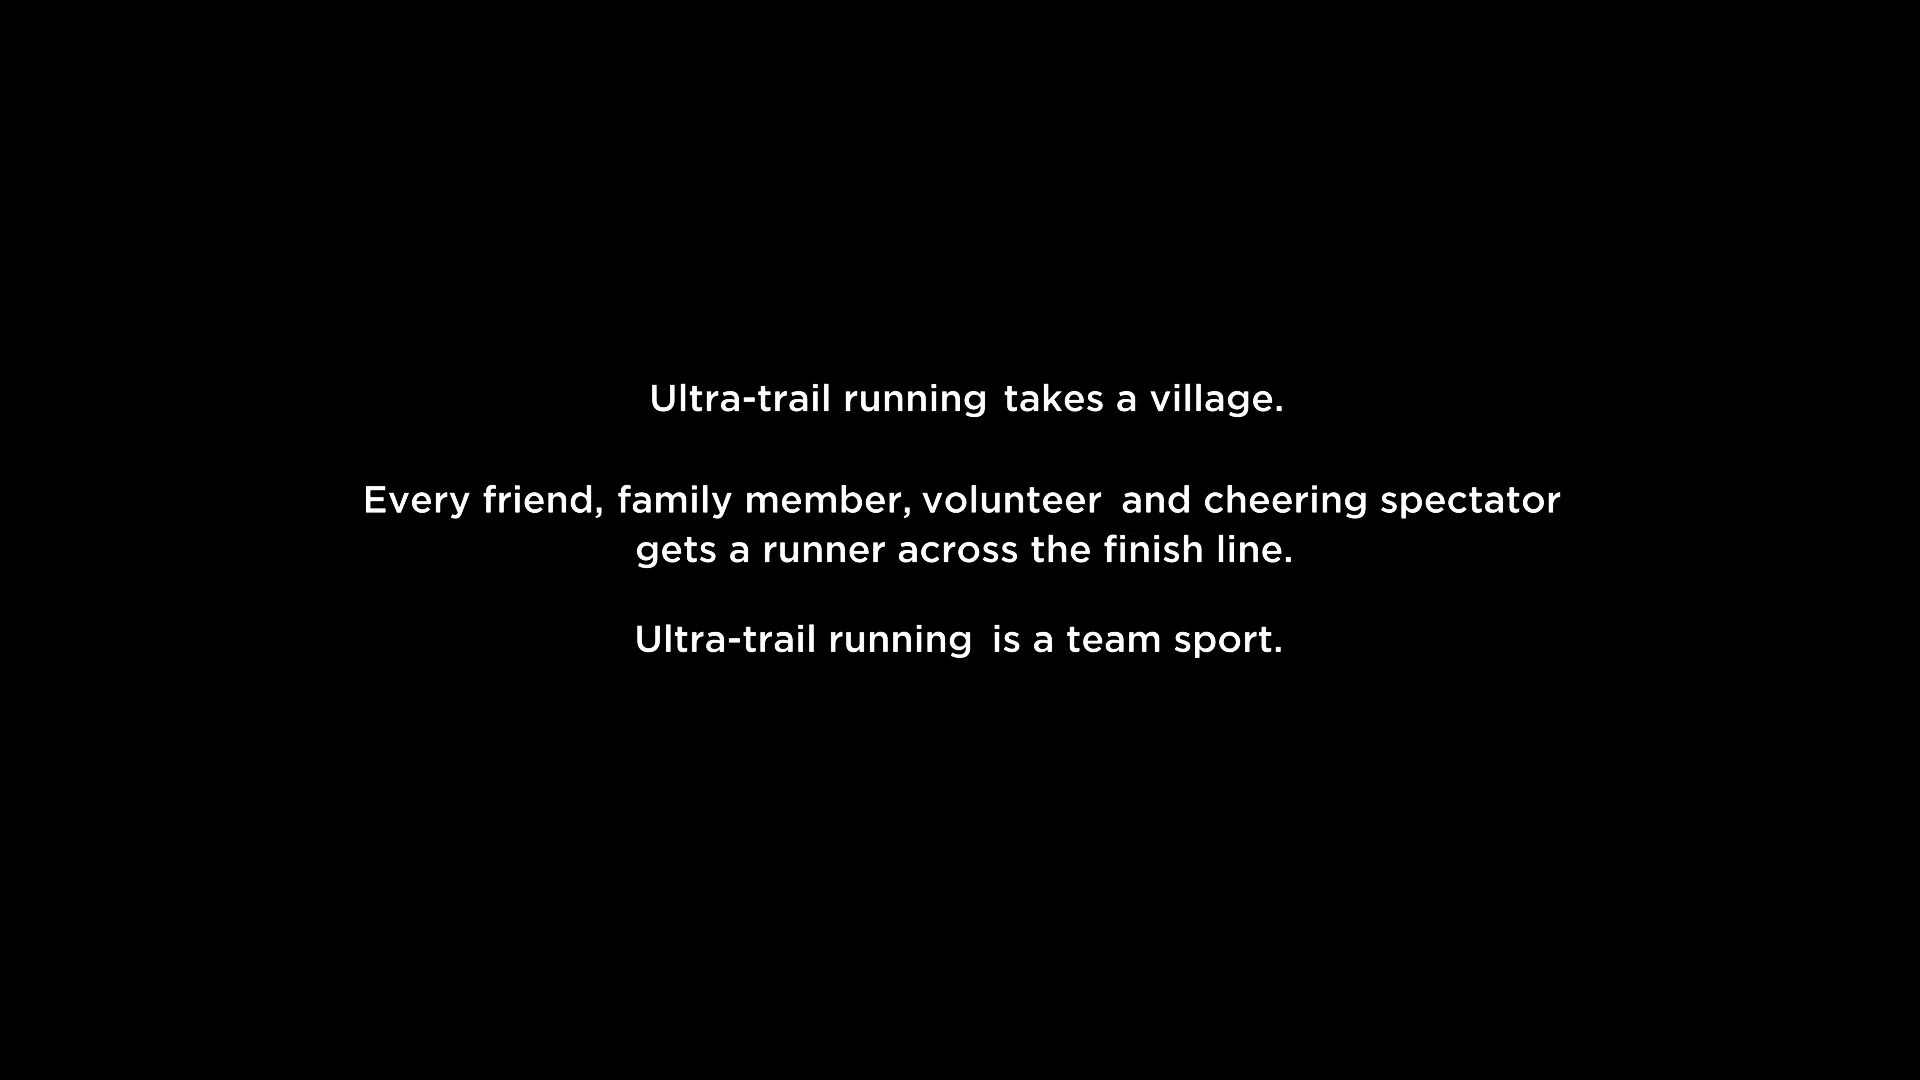 Ultra-trail running takes a village.
Every friend, family member, volunteer and cheering spectator
gets a runner across the finish line.
Ultra-trail running is a team sport.